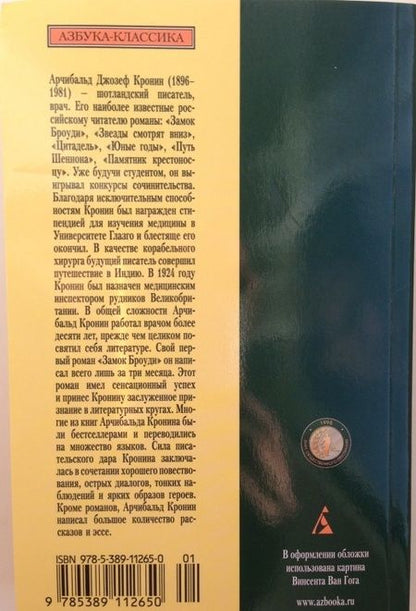 АЗБУКА-КЛАССИКА
Арчибальд Джозеф Кронин (1896–
1981) — шотландский писатель,
врач. Его наиболее известные рос-
сийскому читателю романы: «Замок
Броуди», «Звезды смотрят вниз»,
«Цитадель», «Юные годы», «Путь
Шеннона», «Памятник крестонос-
цу». Уже будучи студентом, он вы-
игрывал конкурсы сочинительства.
Благодаря исключительным способ-
ностям Кронин был награжден сти-
пендией для изучения медицины в
Университете Глазго и блестяще его
окончил. В качестве корабельного
хирурга будущий писатель совершил
путешествие в Индию. В 1924 году
Кронин был назначен медицинским
инспектором рудников Великобри-
тании. В общей сложности Арчи-
бальд Кронин работал врачом более
десяти лет, прежде чем целиком по-
святил себя литературе. Свой пер-
вый роман «Замок Броуди» он напи-
сал всего лишь за три месяца. Этот
роман имел сенсационный успех
и принес Кронину заслуженное при-
знание в литературных кругах. Мно-
гие из книг Арчибальда Кронина бы-
ли бестселлерами и переводились
на множество языков. Сила писа-
тельского дара Кронина заключа-
лась в сочетании хорошего повество-
вания, острых диалогов, тонких на-
блюдений и ярких образов героев.
Кроме романов, Арчибальд Кронин
написал большое количество рас-
сказов и эссе.
ISBN 978-5-389-11265-0 01
9 785389 112650
В оформлении обложки
использована картина
Винсента Ван Гога
www.azbooka.ru